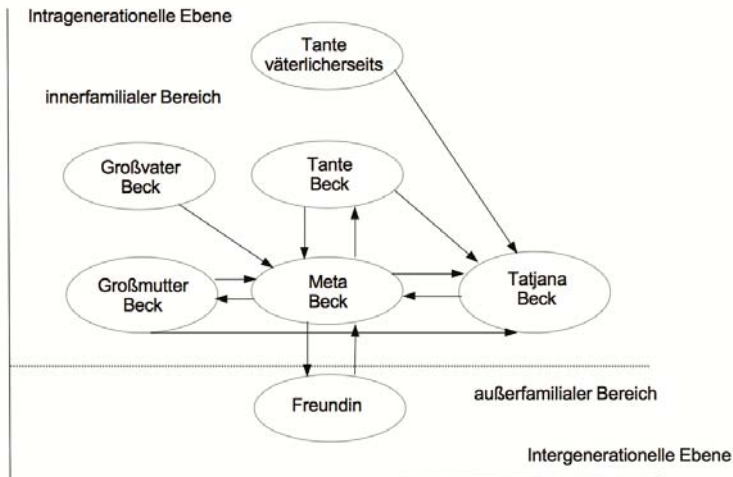 Intragenerationelle Ebene
Tante
väterlicherseits
innerfamilialer Bereich
Großvater
Beck
Tante
Beck
Großmutter
Beck
Meta
Beck
Tatjana
Beck
Freundin
außerfamilialer Bereich
Intergenerationelle Ebene